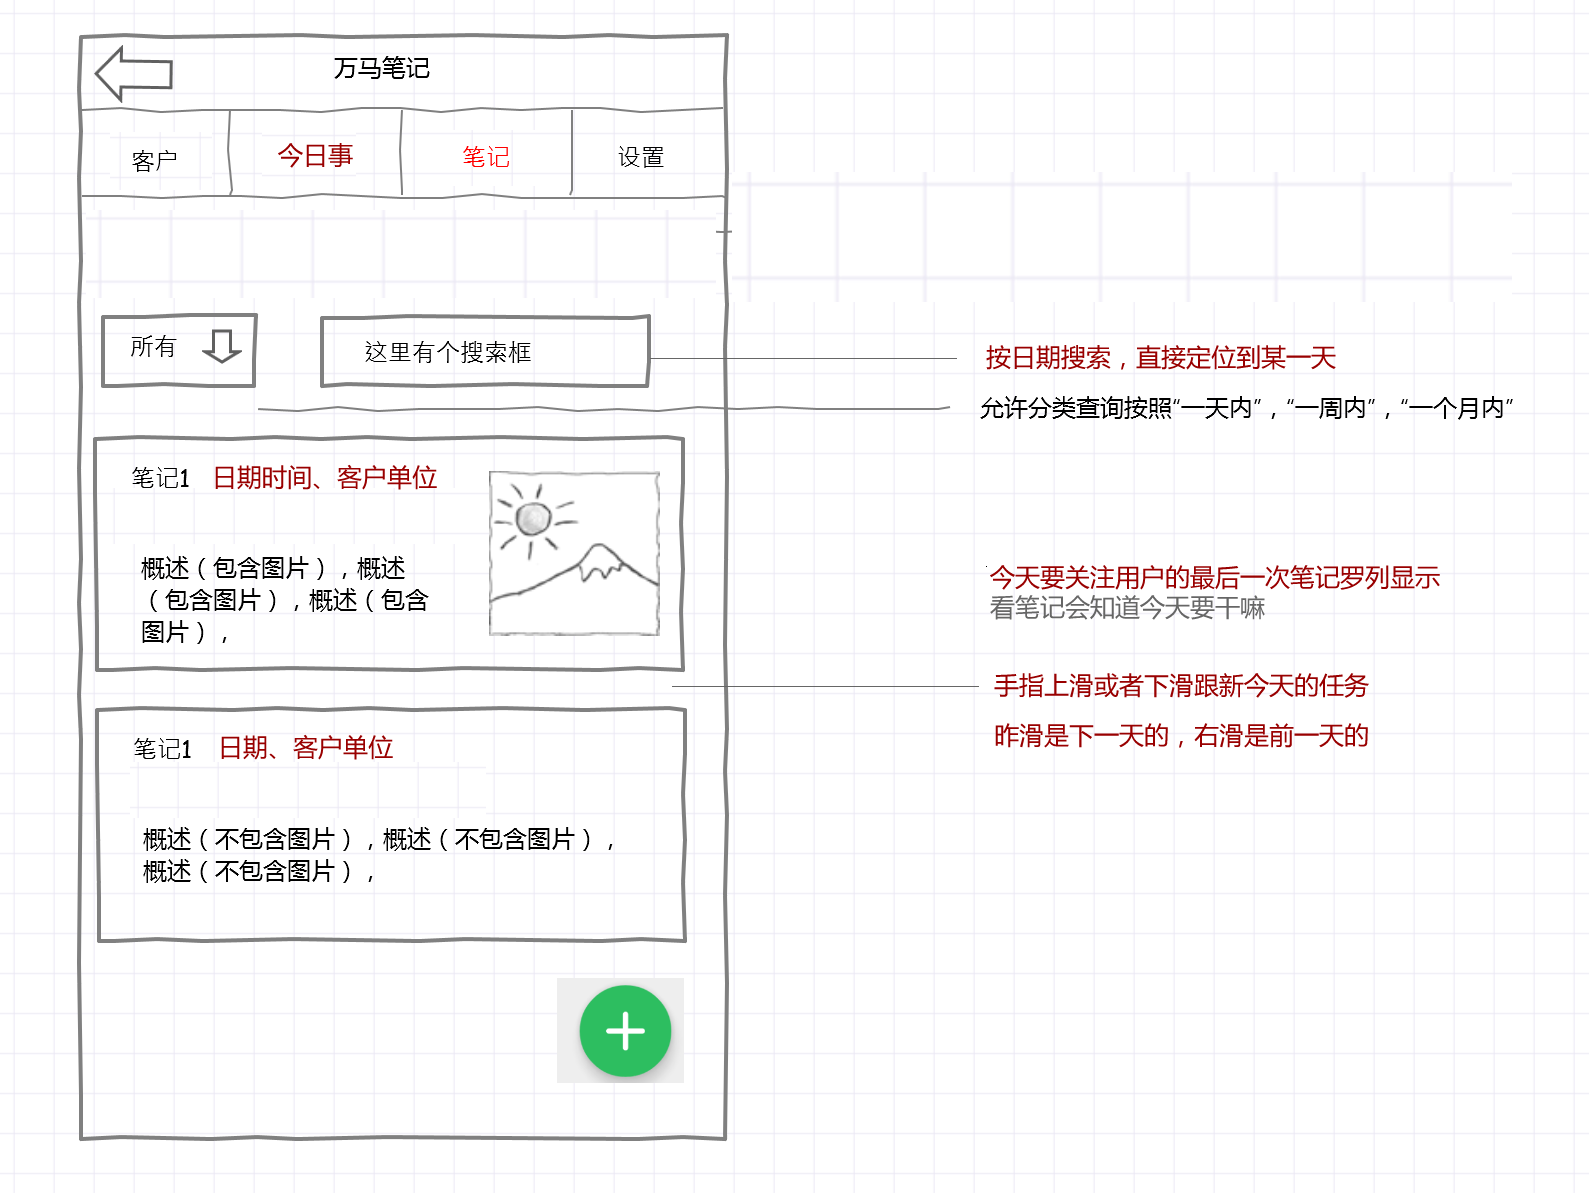 万马笔记
客户
今日事
笔记
设置
所有
这里有个搜索框
按日期搜索，直接定位到某一天
允许分类查询按照“一天内”，“一周内”，“一个月内”
笔记1 日期时间、客户单位
概述（包含图片），概述
（包含图片），概述（包含
图片），
今天要关注用户的最后一次笔记罗列显示
看笔记会知道今天要干嘛
手指上滑或者下滑跟新今天的任务
昨滑是下一天的，右滑是前一天的
笔记1 日期、客户单位
概述（不包含图片），概述（不包含图片），
概述（不包含图片），